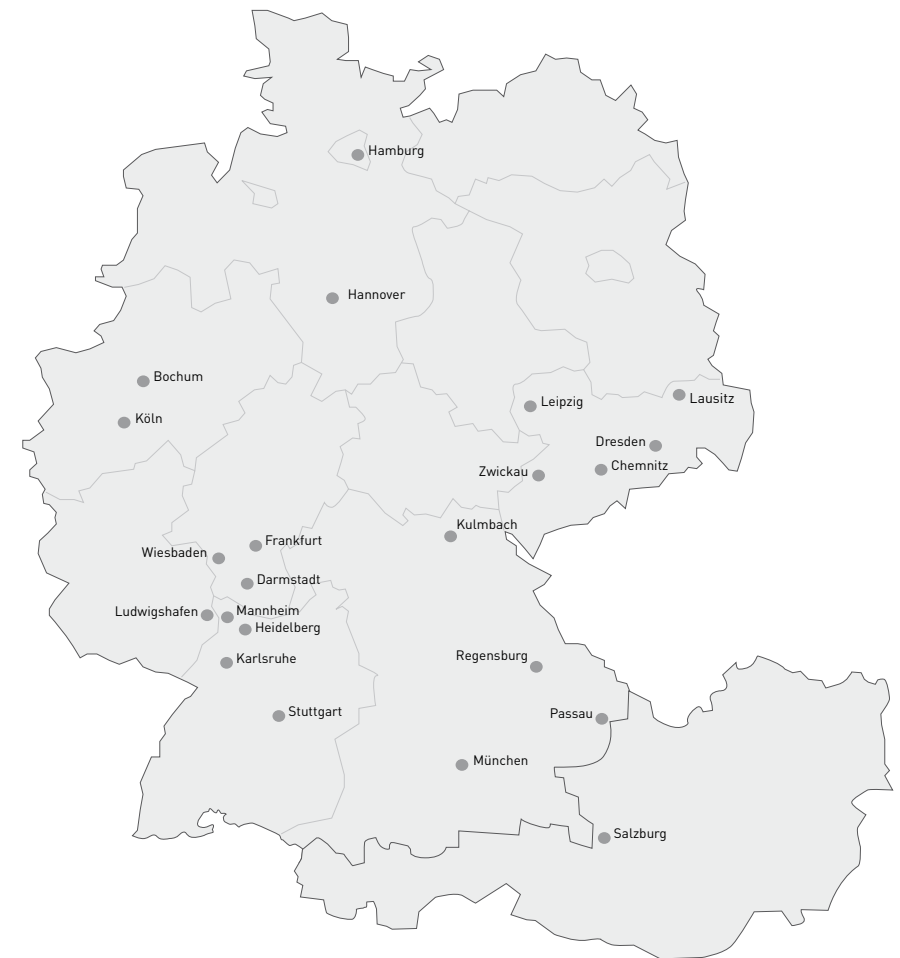 Hamburg
Hannover
Bochum
Leipzig
Lausitz
Köln
Dresden
Chemnitz
Zwickau
Kulmbach
Frankfurt
Wiesbaden
Darmstadt
Ludwigshafen
Mannheim
Heidelberg
Karlsruhe
Regensburg
Stuttgart
Passau
München
Salzburg